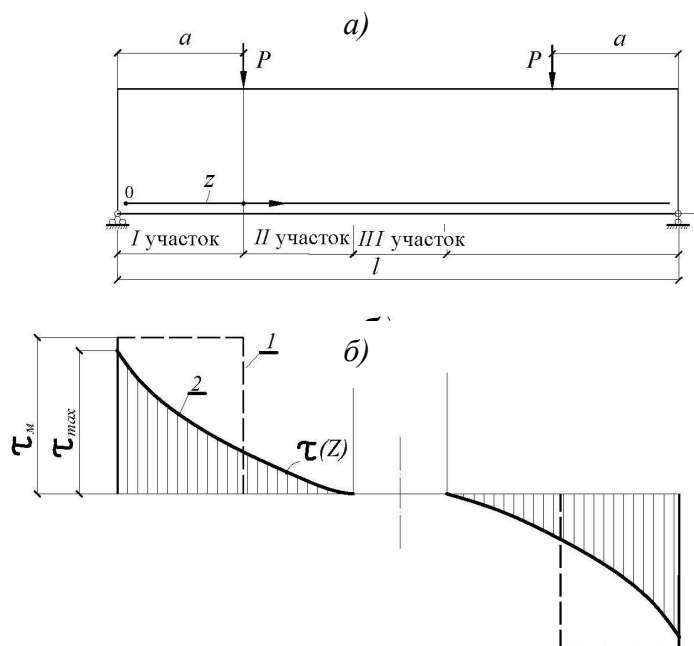 а)
a
P
P
a
0
z
I участок
II участок
III участок
l
б)
1
2
τм
τmax
τ(Z)